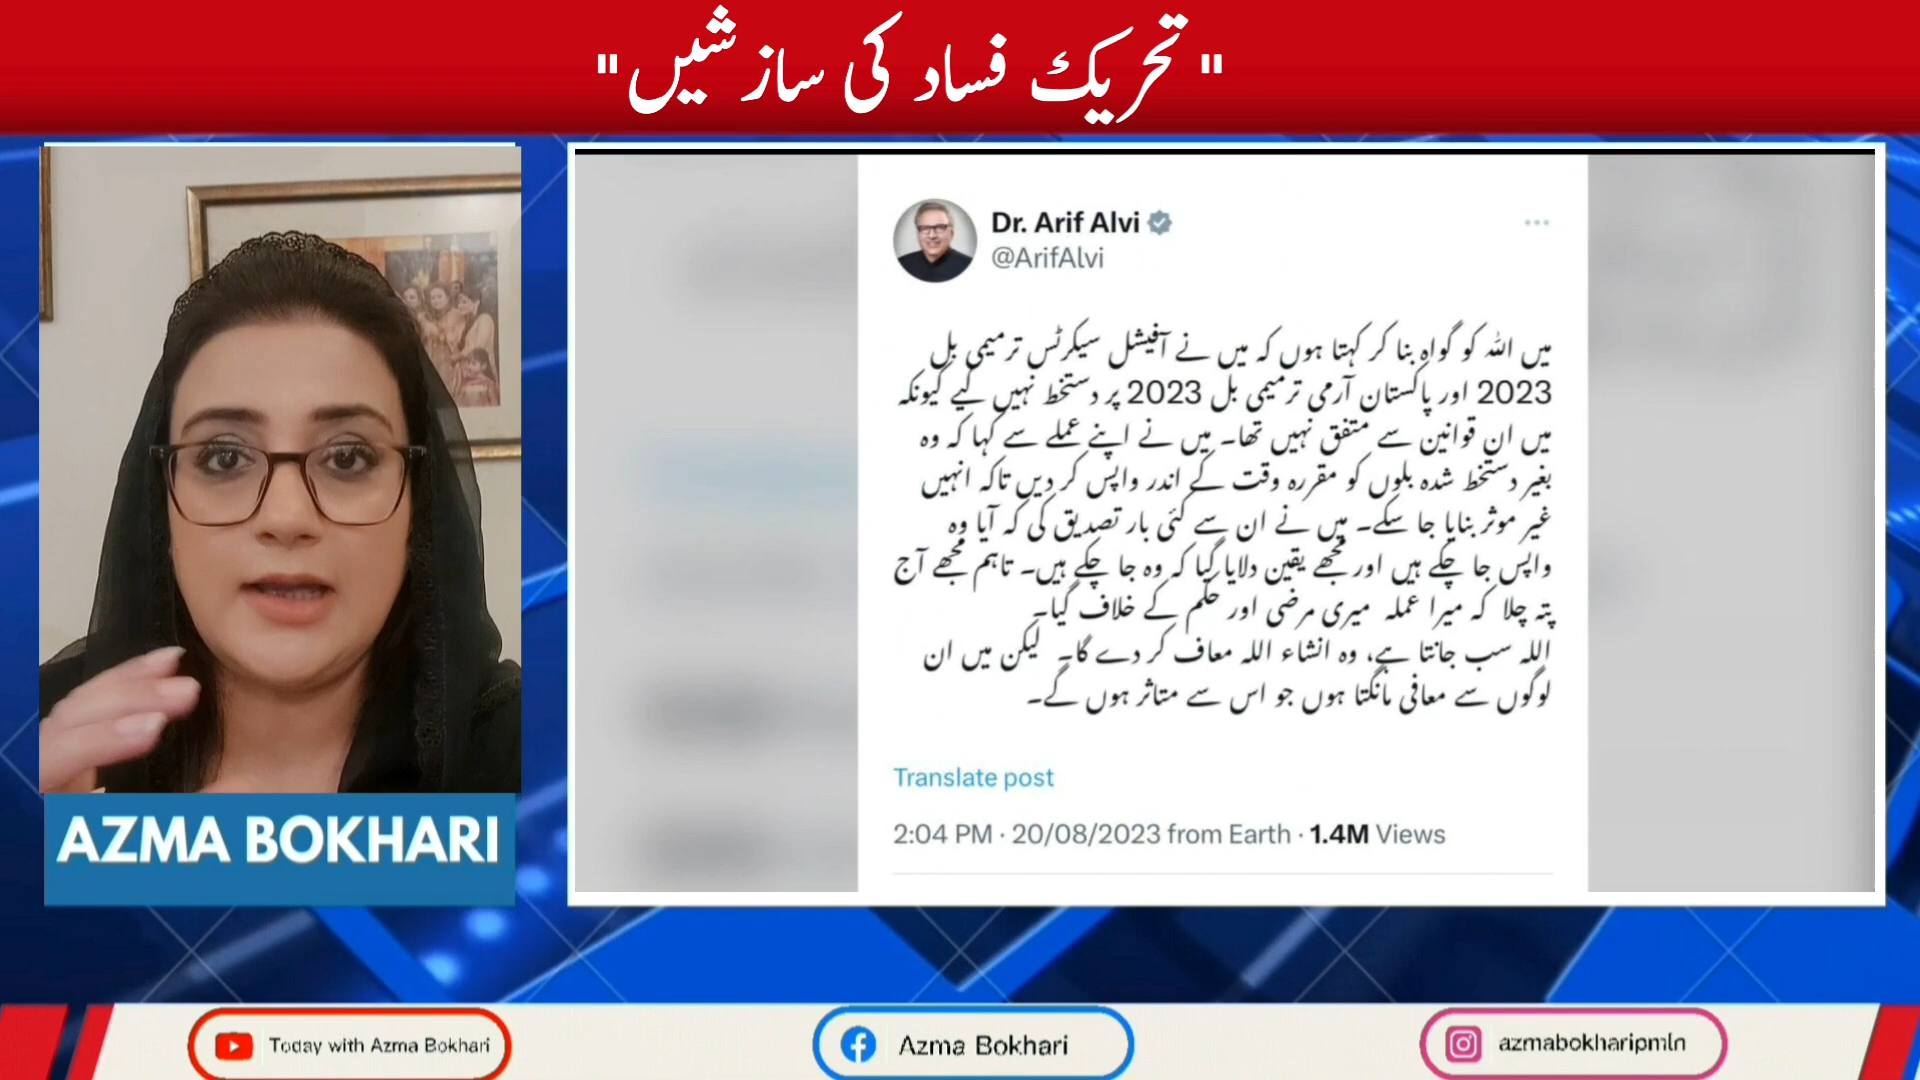 "تحریک فساد کی سازشیں"
Dr. Arif Alvi
@ArifAlvi
میں اللہ کو گواہ بنا کر کہتا ہوں کہ میں نے آفیشل سیکرٹس ترمیمی بل
2023 اور پاکستان آرمی ترمیمی بل 2023 پر دستخط نہیں کیے کیونکہ
میں ان قوانین سے متفق نہیں تھا۔ میں نے اپنے عملے سے کہا کہ وہ
بغیر دستخط شدہ بلوں کو مقررہ وقت کے اندر واپس کر دیں تاکہ انہیں
غیر موثر بنایا جا سکے۔ میں نے ان سے کئی بار تصدیق کی کہ آیا وہ
واپس جا چکے ہیں اور مجھے یقین دلایا گیا کہ وہ جا چکے ہیں۔ تاہم مجھے آج
پتہ چلا کہ میرا عملہ میری مرضی اور حکم کے خلاف گیا۔
اللہ سب جانتا ہے، وہ انشاء اللہ معاف کر دے گا۔ لیکن میں ان
لوگوں سے معافی مانگتا ہوں جو اس سے متاثر ہوں گے۔
Translate post
2:04 PM · 20/08/2023 from Earth · 1.4M Views
AZMA BOKHARI
Today with Azma Bokhari
Azma Bokhari
azmabokharipmln